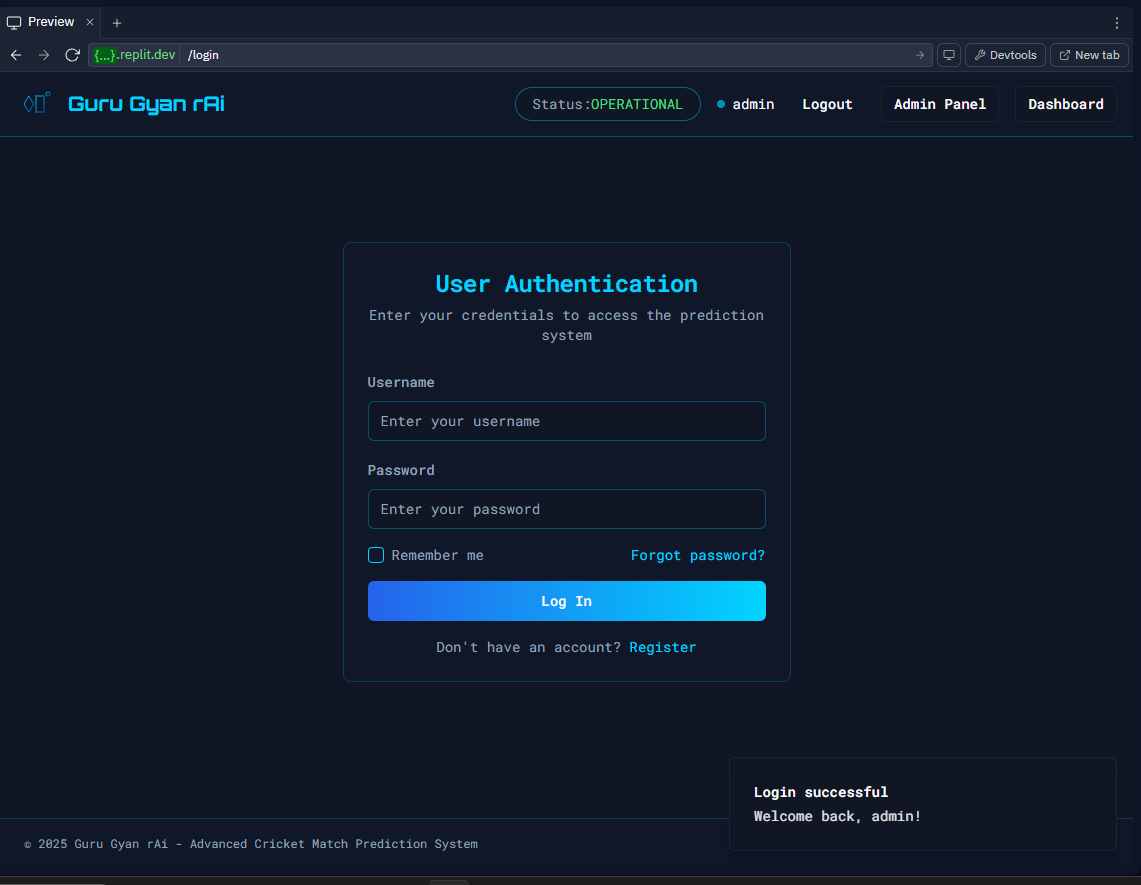 Preview
{...}.replit.dev /login
Devtools
New tab
Guru Gyan rAi
Status:OPERATIONAL
admin
Logout
Admin Panel
Dashboard
User Authentication
Enter your credentials to access the prediction
system
Username
Enter your username
Password
Enter your password
Remember me
Forgot password?
Log In
Don't have an account? Register
Login successful
Welcome back, admin!
© 2025 Guru Gyan rAi - Advanced Cricket Match Prediction System